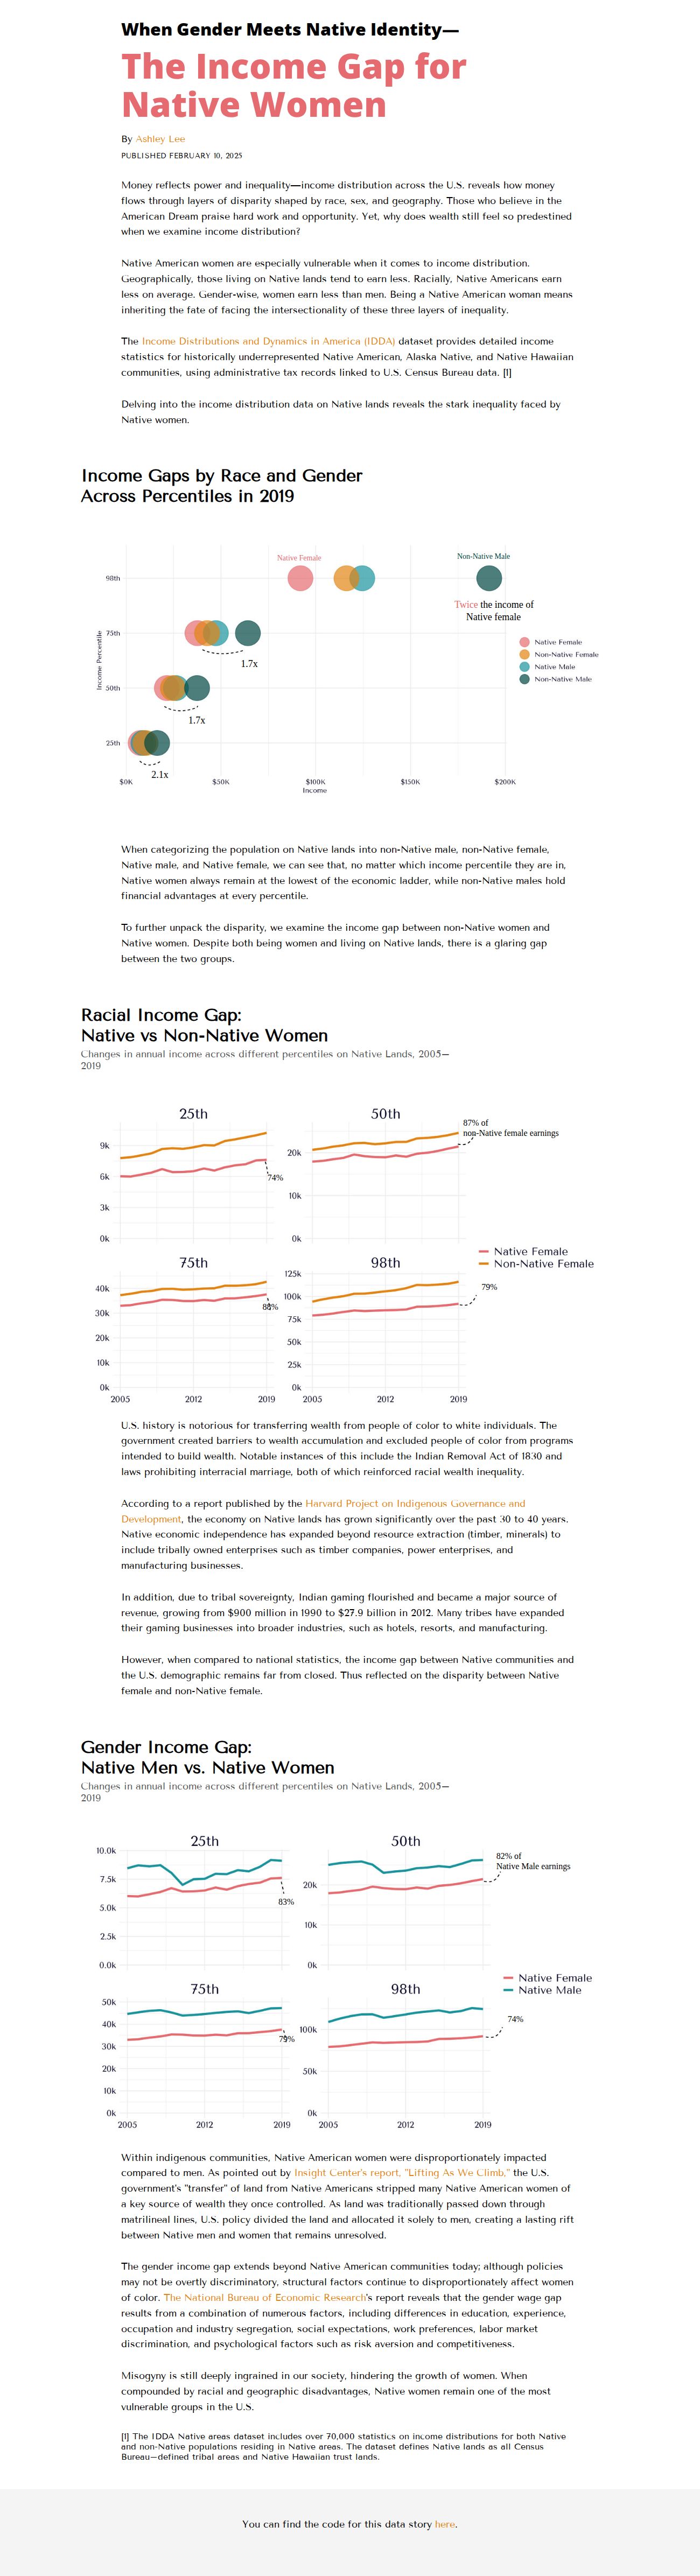 When Gender Meets Native Identity—
The Income Gap for
Native Women
By Ashley Lee
PUBLISHED FEBRUARY 10, 2025
Money reflects power and inequality—income distribution across the U.S. reveals how money
flows through layers of disparity shaped by race, sex, and geography. Those who believe in the
American Dream praise hard work and opportunity. Yet, why does wealth still feel so predestined
when we examine income distribution?
Native American women are especially vulnerable when it comes to income distribution.
Geographically, those living on Native lands tend to earn less. Racially, Native Americans earn
less on average. Gender-wise, women earn less than men. Being a Native American woman means
inheriting the fate of facing the intersectionality of these three layers of inequality.
The Income Distributions and Dynamics in America (IDDA) dataset provides detailed income
statistics for historically underrepresented Native American, Alaska Native, and Native Hawaiian
communities, using administrative tax records linked to U.S. Census Bureau data. [1]
Delving into the income distribution data on Native lands reveals the stark inequality faced by
Native women.
Income Gaps by Race and Gender
Across Percentiles in 2019
Native Female
Non-Native Male
98th
Twice the income of
Native female
75th
1.7x
Income Percentile
50th
1.7x
25th
2.1x
$0K
$50K
$100K
$150K
$200K
Income
Native Female
Non-Native Female
Native Male
Non-Native Male
When categorizing the population on Native lands into non-Native male, non-Native female,
Native male, and Native female, we can see that, no matter which income percentile they are in,
Native women always remain at the lowest of the economic ladder, while non-Native males hold
financial advantages at every percentile.
To further unpack the disparity, we examine the income gap between non-Native women and
Native women. Despite both being women and living on Native lands, there is a glaring gap
between the two groups.
Racial Income Gap:
Native vs Non-Native Women
Changes in annual income across different percentiles on Native Lands, 2005–
2019
25th
9k
6k
3k
0k
74%
50th
20k
10k
0k
87% of
non-Native female earnings
75th
40k
30k
20k
10k
0k
88%
2005
2012
2019
98th
125k
100k
75k
50k
25k
0k
79%
2005
2012
2019
Native Female
Non-Native Female
U.S. history is notorious for transferring wealth from people of color to white individuals. The
government created barriers to wealth accumulation and excluded people of color from programs
intended to build wealth. Notable instances of this include the Indian Removal Act of 1830 and
laws prohibiting interracial marriage, both of which reinforced racial wealth inequality.
According to a report published by the Harvard Project on Indigenous Governance and
Development, the economy on Native lands has grown significantly over the past 30 to 40 years.
Native economic independence has expanded beyond resource extraction (timber, minerals) to
include tribally owned enterprises such as timber companies, power enterprises, and
manufacturing businesses.
In addition, due to tribal sovereignty, Indian gaming flourished and became a major source of
revenue, growing from $900 million in 1990 to $27.9 billion in 2012. Many tribes have expanded
their gaming businesses into broader industries, such as hotels, resorts, and manufacturing.
However, when compared to national statistics, the income gap between Native communities and
the U.S. demographic remains far from closed. Thus reflected on the disparity between Native
female and non-Native female.
Gender Income Gap:
Native Men vs. Native Women
Changes in annual income across different percentiles on Native Lands, 2005–
2019
25th
10.0k
7.5k
5.0k
2.5k
0.0k
83%
50th
20k
10k
0k
82% of
Native Male earnings
75th
50k
40k
30k
20k
10k
0k
79%
2005
2012
2019
98th
100k
50k
0k
74%
2005
2012
2019
Native Female
Native Male
Within indigenous communities, Native American women were disproportionately impacted
compared to men. As pointed out by Insight Center's report, "Lifting As We Climb," the U.S.
government's "transfer" of land from Native Americans stripped many Native American women of
a key source of wealth they once controlled. As land was traditionally passed down through
matrilineal lines, U.S. policy divided the land and allocated it solely to men, creating a lasting rift
between Native men and women that remains unresolved.
The gender income gap extends beyond Native American communities today; although policies
may not be overtly discriminatory, structural factors continue to disproportionately affect women
of color. The National Bureau of Economic Research's report reveals that the gender wage gap
results from a combination of numerous factors, including differences in education, experience,
occupation and industry segregation, social expectations, work preferences, labor market
discrimination, and psychological factors such as risk aversion and competitiveness.
Misogyny is still deeply ingrained in our society, hindering the growth of women. When
compounded by racial and geographic disadvantages, Native women remain one of the most
vulnerable groups in the U.S.
[1] The IDDA Native areas dataset includes over 70,000 statistics on income distributions for both Native
and non-Native populations residing in Native areas. The dataset defines Native lands as all Census
Bureau–defined tribal areas and Native Hawaiian trust lands.
You can find the code for this data story here.